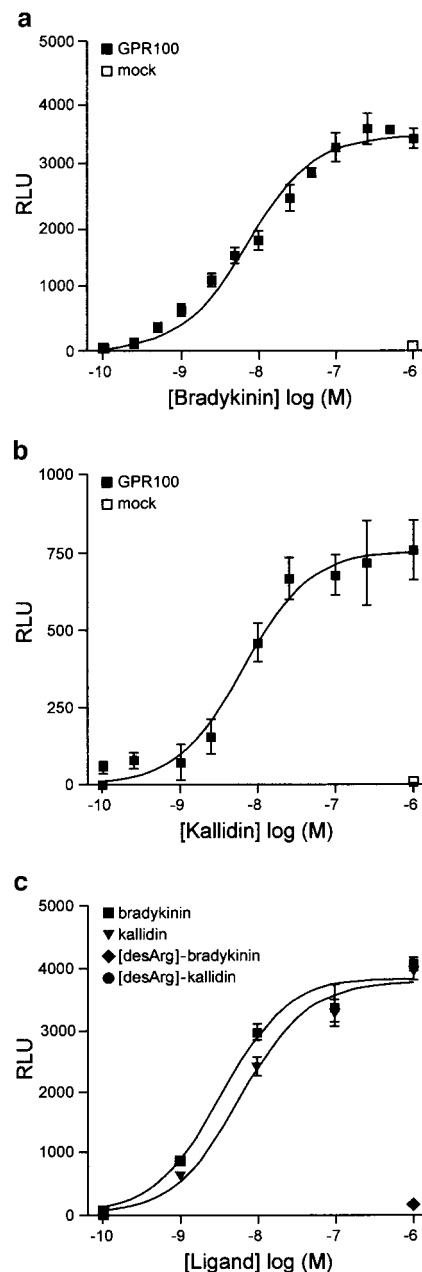 a
5000
GPR100
mock
4000
3000
RLU
2000
1000
0
-10 -9 -8 -7 -6
[Bradykinin] log (M)
b
1000
GPR100
mock
750
RLU
500
250
0
-10 -9 -8 -7 -6
[Kallidin] log (M)
c
5000
bradykinin
kallidin
[desArg]-bradykinin
[desArg]-kallidin
4000
3000
RLU
2000
1000
0
-10 -9 -8 -7 -6
[Ligand] log (M)